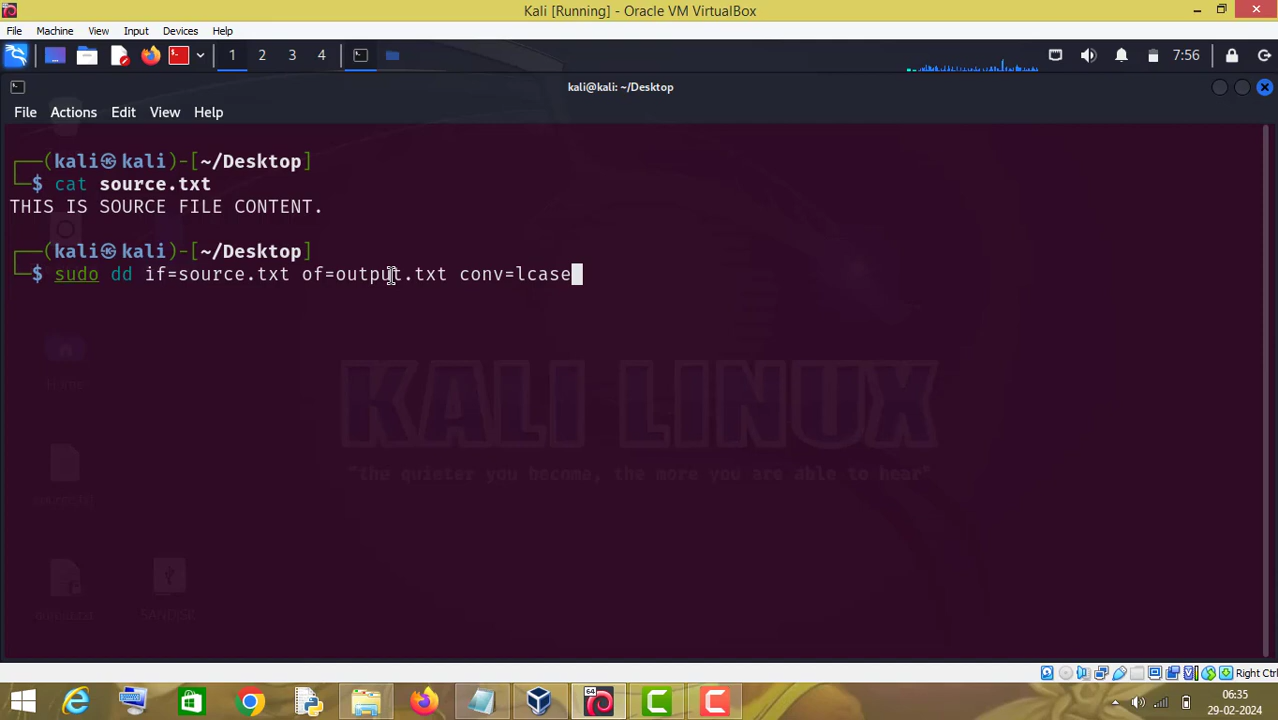 Kali [Running] - Oracle VM VirtualBox
File Machine View Input Devices Help
1 2 3 4 7:56
kali@kali: ~/Desktop
File Actions Edit View Help
┌──(kali㉿kali)-[~/Desktop]
└─$ cat source.txt
THIS IS SOURCE FILE CONTENT.
┌──(kali㉿kali)-[~/Desktop]
└─$ sudo dd if=source.txt of=output.txt conv=lcase
Home
KALI LINUX
"the quieter you become, the more you are able to hear"
SANDISK
Right Ctrl
64
06:35
29-02-2024